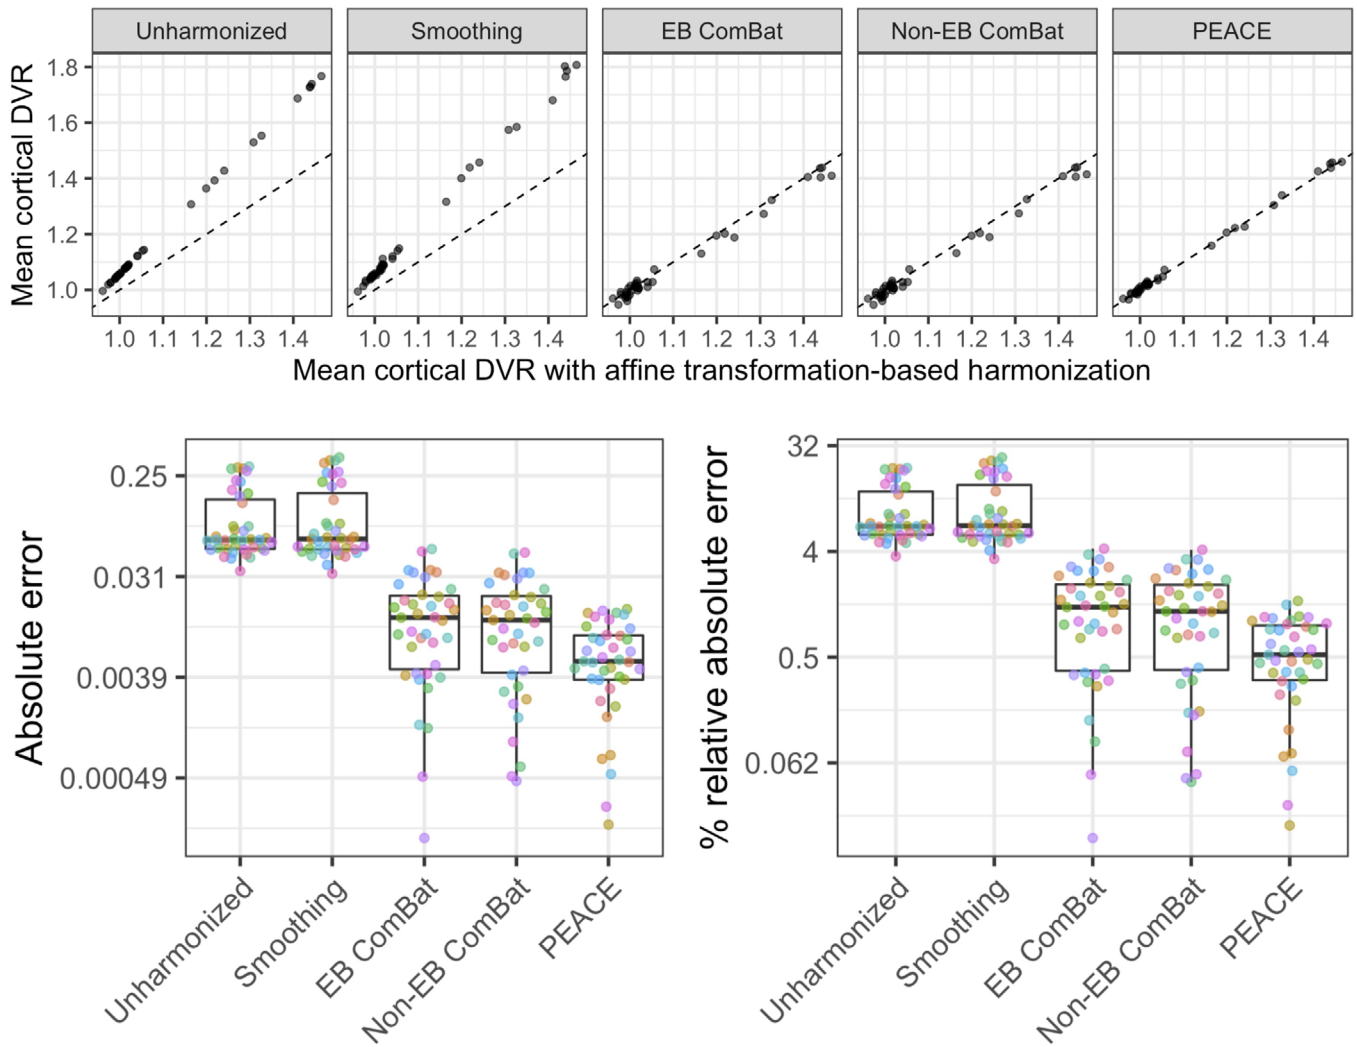 Unharmonized Smoothing EB ComBat Non-EB ComBat PEACE
Mean cortical DVR
1.8
1.6
1.4
1.2
1.0
1.0 1.1 1.2 1.3 1.4 1.0 1.1 1.2 1.3 1.4 1.0 1.1 1.2 1.3 1.4 1.0 1.1 1.2 1.3 1.4 1.0 1.1 1.2 1.3 1.4
Mean cortical DVR with affine transformation-based harmonization
Absolute error
0.25
0.031
0.0039
0.00049
Unharmonized
Smoothing
EB ComBat
Non-EB ComBat
PEACE
% relative absolute error
32
4
0.5
0.062
Unharmonized
Smoothing
EB ComBat
Non-EB ComBat
PEACE